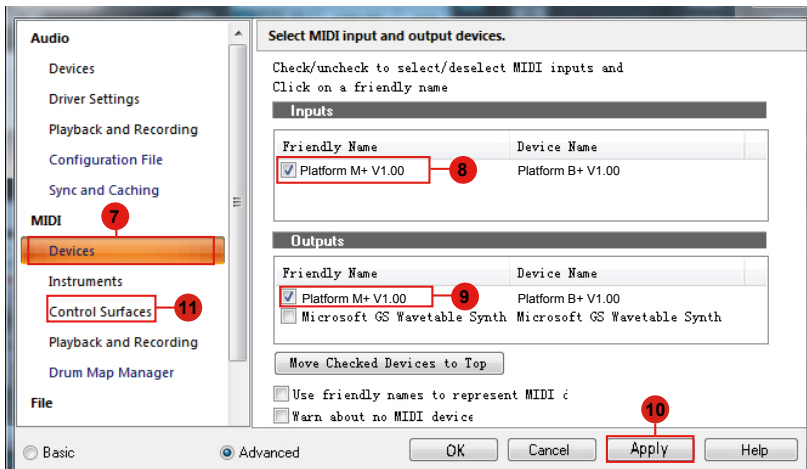 Audio
Devices
Driver Settings
Playback and Recording
Configuration File
Sync and Caching
MIDI
7
Devices
Instruments
Control Surfaces
11
Playback and Recording
Drum Map Manager
File
Select MIDI input and output devices.
Check/uncheck to select/deselect MIDI inputs and
Click on a friendly name
Inputs
Friendly Name Device Name
Platform M+ V1.00 8 Platform B+ V1.00
Outputs
Friendly Name Device Name
Platform M+ V1.00 9 Platform B+ V1.00
Microsoft GS Wavetable Synth Microsoft GS Wavetable Synth
Move Checked Devices to Top
Use friendly names to represent MIDI
Warn about no MIDI device
10
Basic Advanced OK Cancel Apply Help